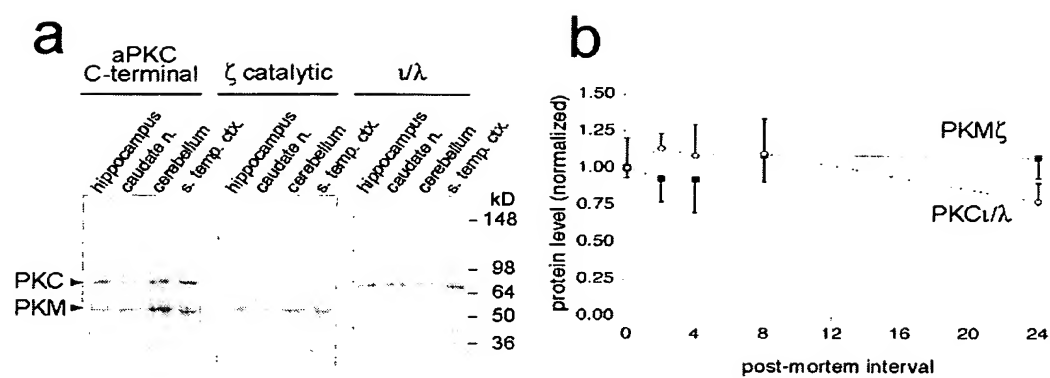 a
b
aPKC
C-terminal
ζ catalytic
ι/λ
hippocampus
caudate n.
cerebellum
s. temp. ctx.
hippocampus
caudate n.
cerebellum
s. temp. ctx.
hippocampus
caudate n.
cerebellum
s. temp. ctx.
kD
148
98
64
50
36
PKC
PKM
protein level (normalized)
1.50
1.25
1.00
0.75
0.50
0.25
0.00
PKMζ
PKCι/λ
0 4 8 12 16 20 24
post-mortem interval